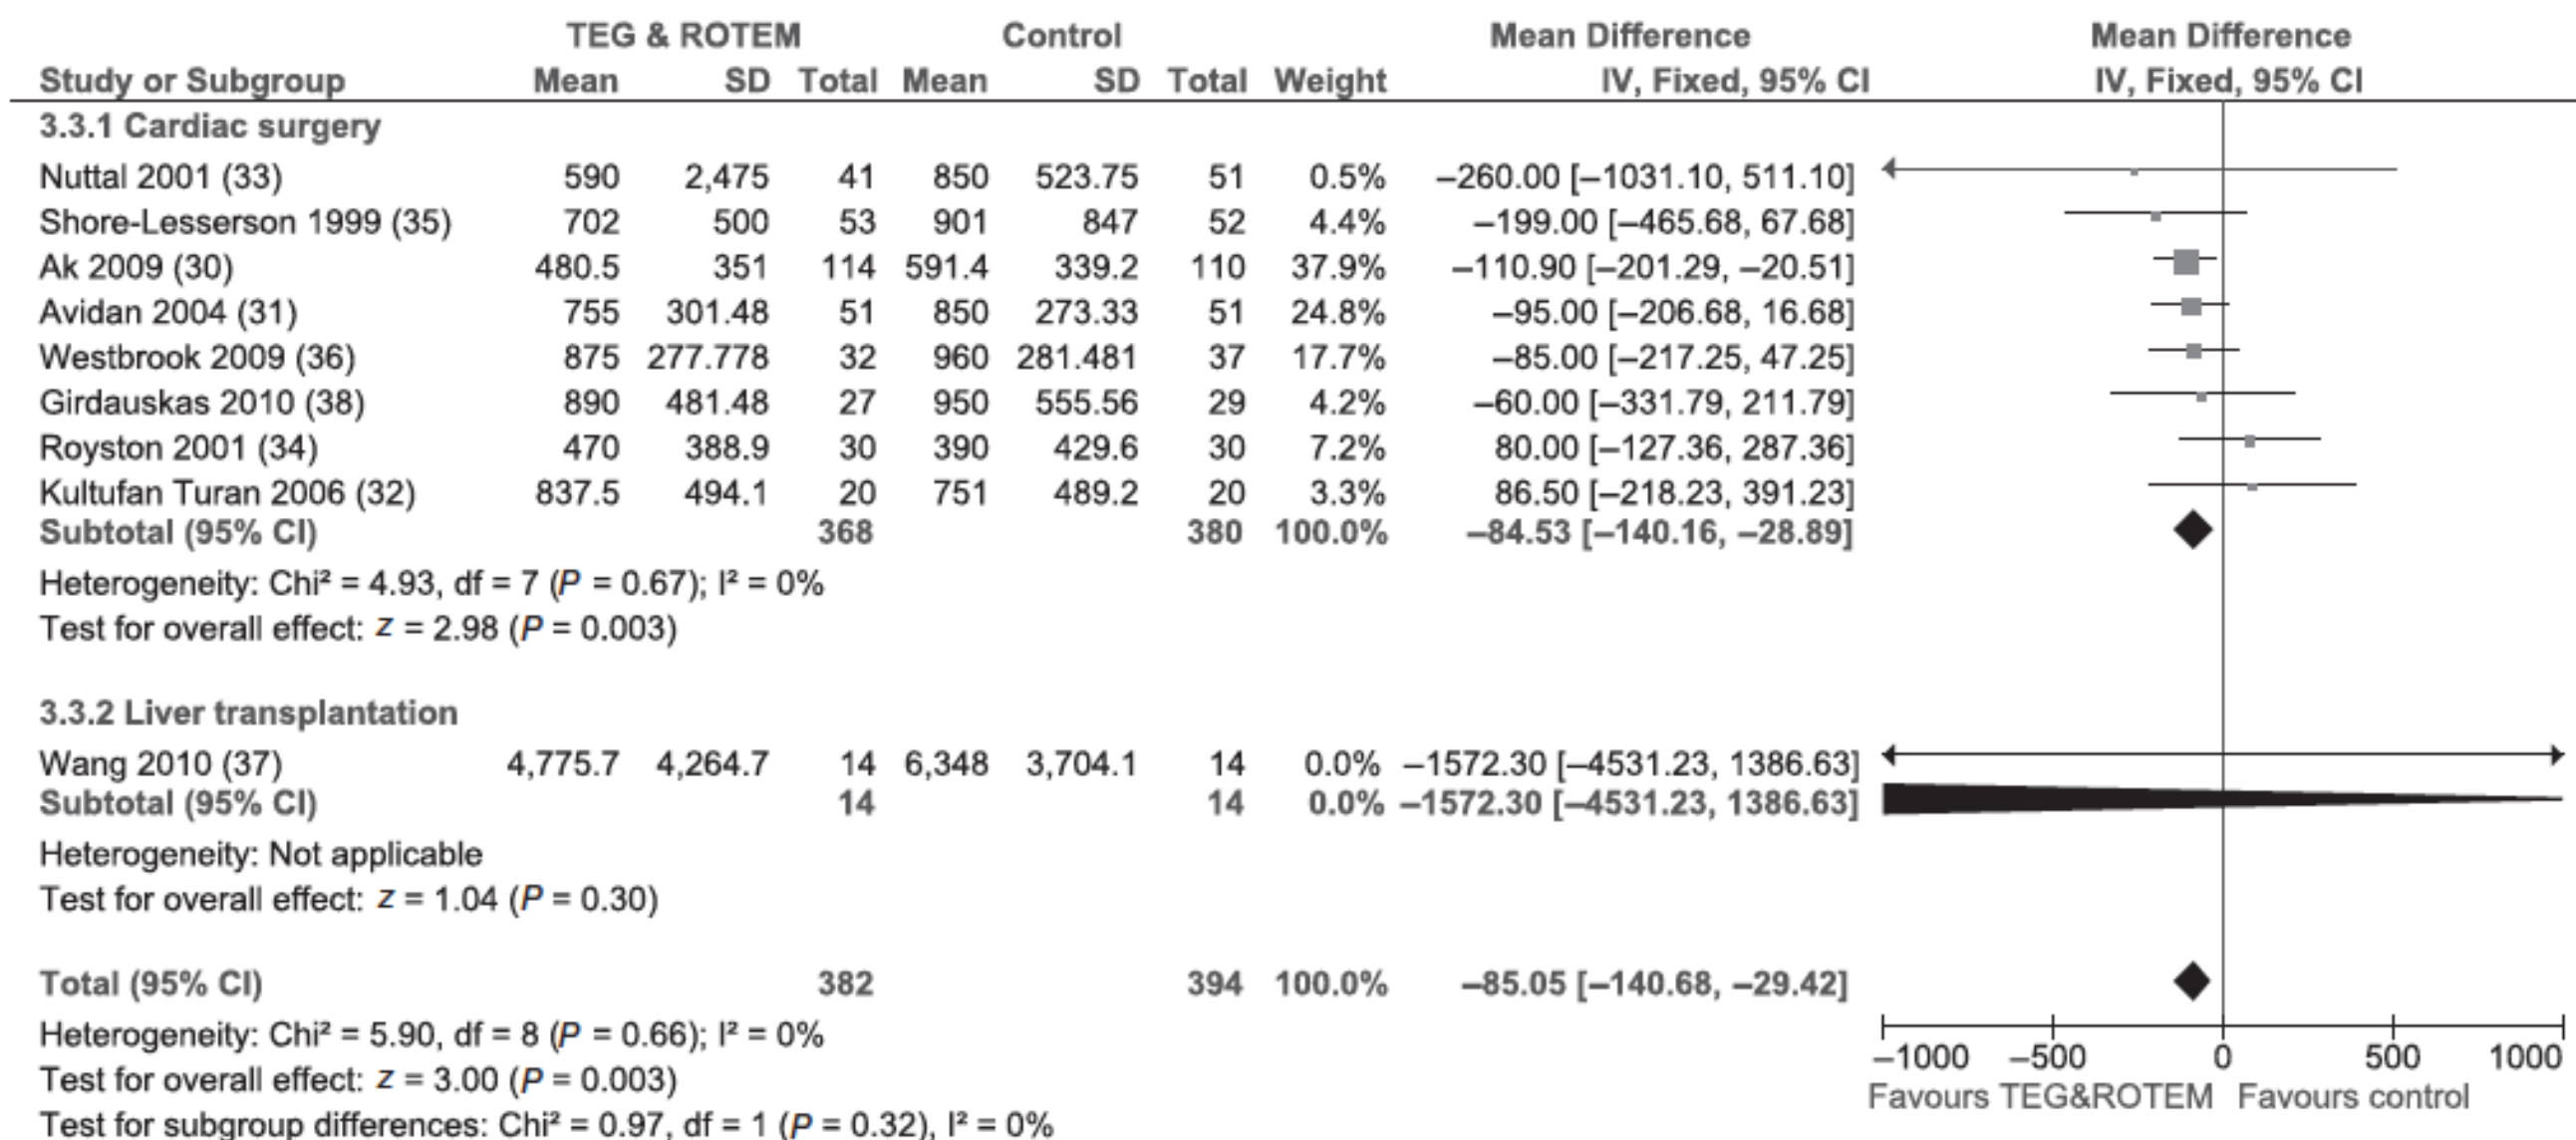 TEG & ROTEM Control Mean Difference Mean Difference
Study or Subgroup Mean SD Total Mean SD Total Weight IV, Fixed, 95% CI IV, Fixed, 95% CI
3.3.1 Cardiac surgery
Nuttal 2001 (33) 590 2,475 41 850 523.75 51 0.5% −260.00 [−1031.10, 511.10]
Shore-Lesserson 1999 (35) 702 500 53 901 847 52 4.4% −199.00 [−465.68, 67.68]
Ak 2009 (30) 480.5 351 114 591.4 339.2 110 37.9% −110.90 [−201.29, −20.51]
Avidan 2004 (31) 755 301.48 51 850 273.33 51 24.8% −95.00 [−206.68, 16.68]
Westbrook 2009 (36) 875 277.778 32 960 281.481 37 17.7% −85.00 [−217.25, 47.25]
Girdauskas 2010 (38) 890 481.48 27 950 555.56 29 4.2% −60.00 [−331.79, 211.79]
Royston 2001 (34) 470 388.9 30 390 429.6 30 7.2% 80.00 [−127.36, 287.36]
Kultufan Turan 2006 (32) 837.5 494.1 20 751 489.2 20 3.3% 86.50 [−218.23, 391.23]
Subtotal (95% CI) 368 380 100.0% −84.53 [−140.16, −28.89]
Heterogeneity: Chi² = 4.93, df = 7 (P = 0.67); I² = 0%
Test for overall effect: z = 2.98 (P = 0.003)
3.3.2 Liver transplantation
Wang 2010 (37) 4,775.7 4,264.7 14 6,348 3,704.1 14 0.0% −1572.30 [−4531.23, 1386.63]
Subtotal (95% CI) 14 14 0.0% −1572.30 [−4531.23, 1386.63]
Heterogeneity: Not applicable
Test for overall effect: z = 1.04 (P = 0.30)
Total (95% CI) 382 394 100.0% −85.05 [−140.68, −29.42]
Heterogeneity: Chi² = 5.90, df = 8 (P = 0.66); I² = 0%
Test for overall effect: z = 3.00 (P = 0.003)
Test for subgroup differences: Chi² = 0.97, df = 1 (P = 0.32), I² = 0%
−1000 −500 0 500 1000
Favours TEG&ROTEM Favours control